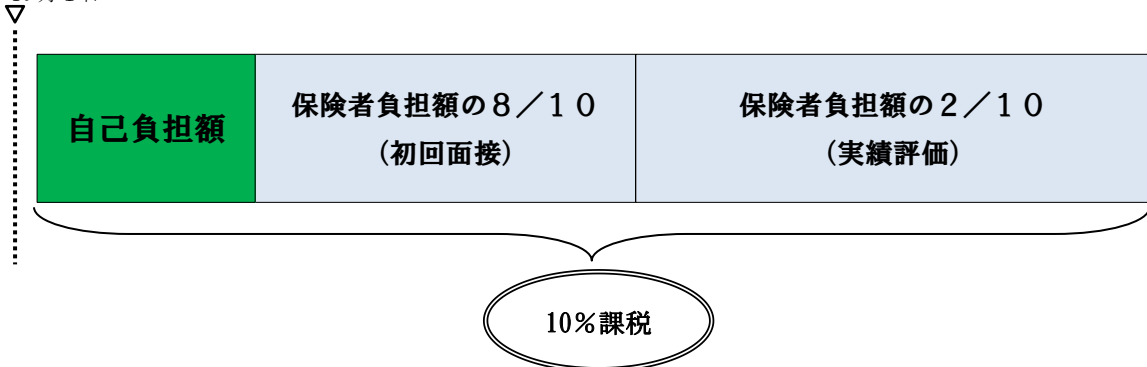 自己負担額
保険者負担額の8／10
（初回面接）
保険者負担額の2／10
（実績評価）
10%課税